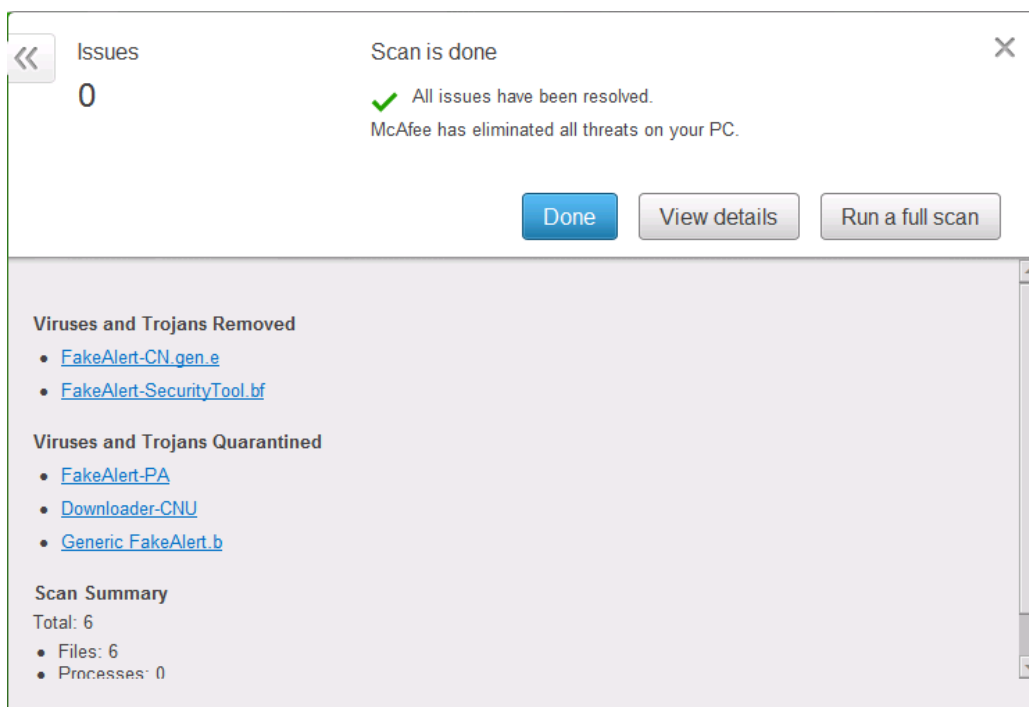 Issues
0
Scan is done
All issues have been resolved.
McAfee has eliminated all threats on your PC.
Done
View details
Run a full scan
Viruses and Trojans Removed
FakeAlert-CN.gen.e
FakeAlert-SecurityTool.bf
Viruses and Trojans Quarantined
FakeAlert-PA
Downloader-CNU
Generic FakeAlert.b
Scan Summary
Total: 6
Files: 6
Processes: 0